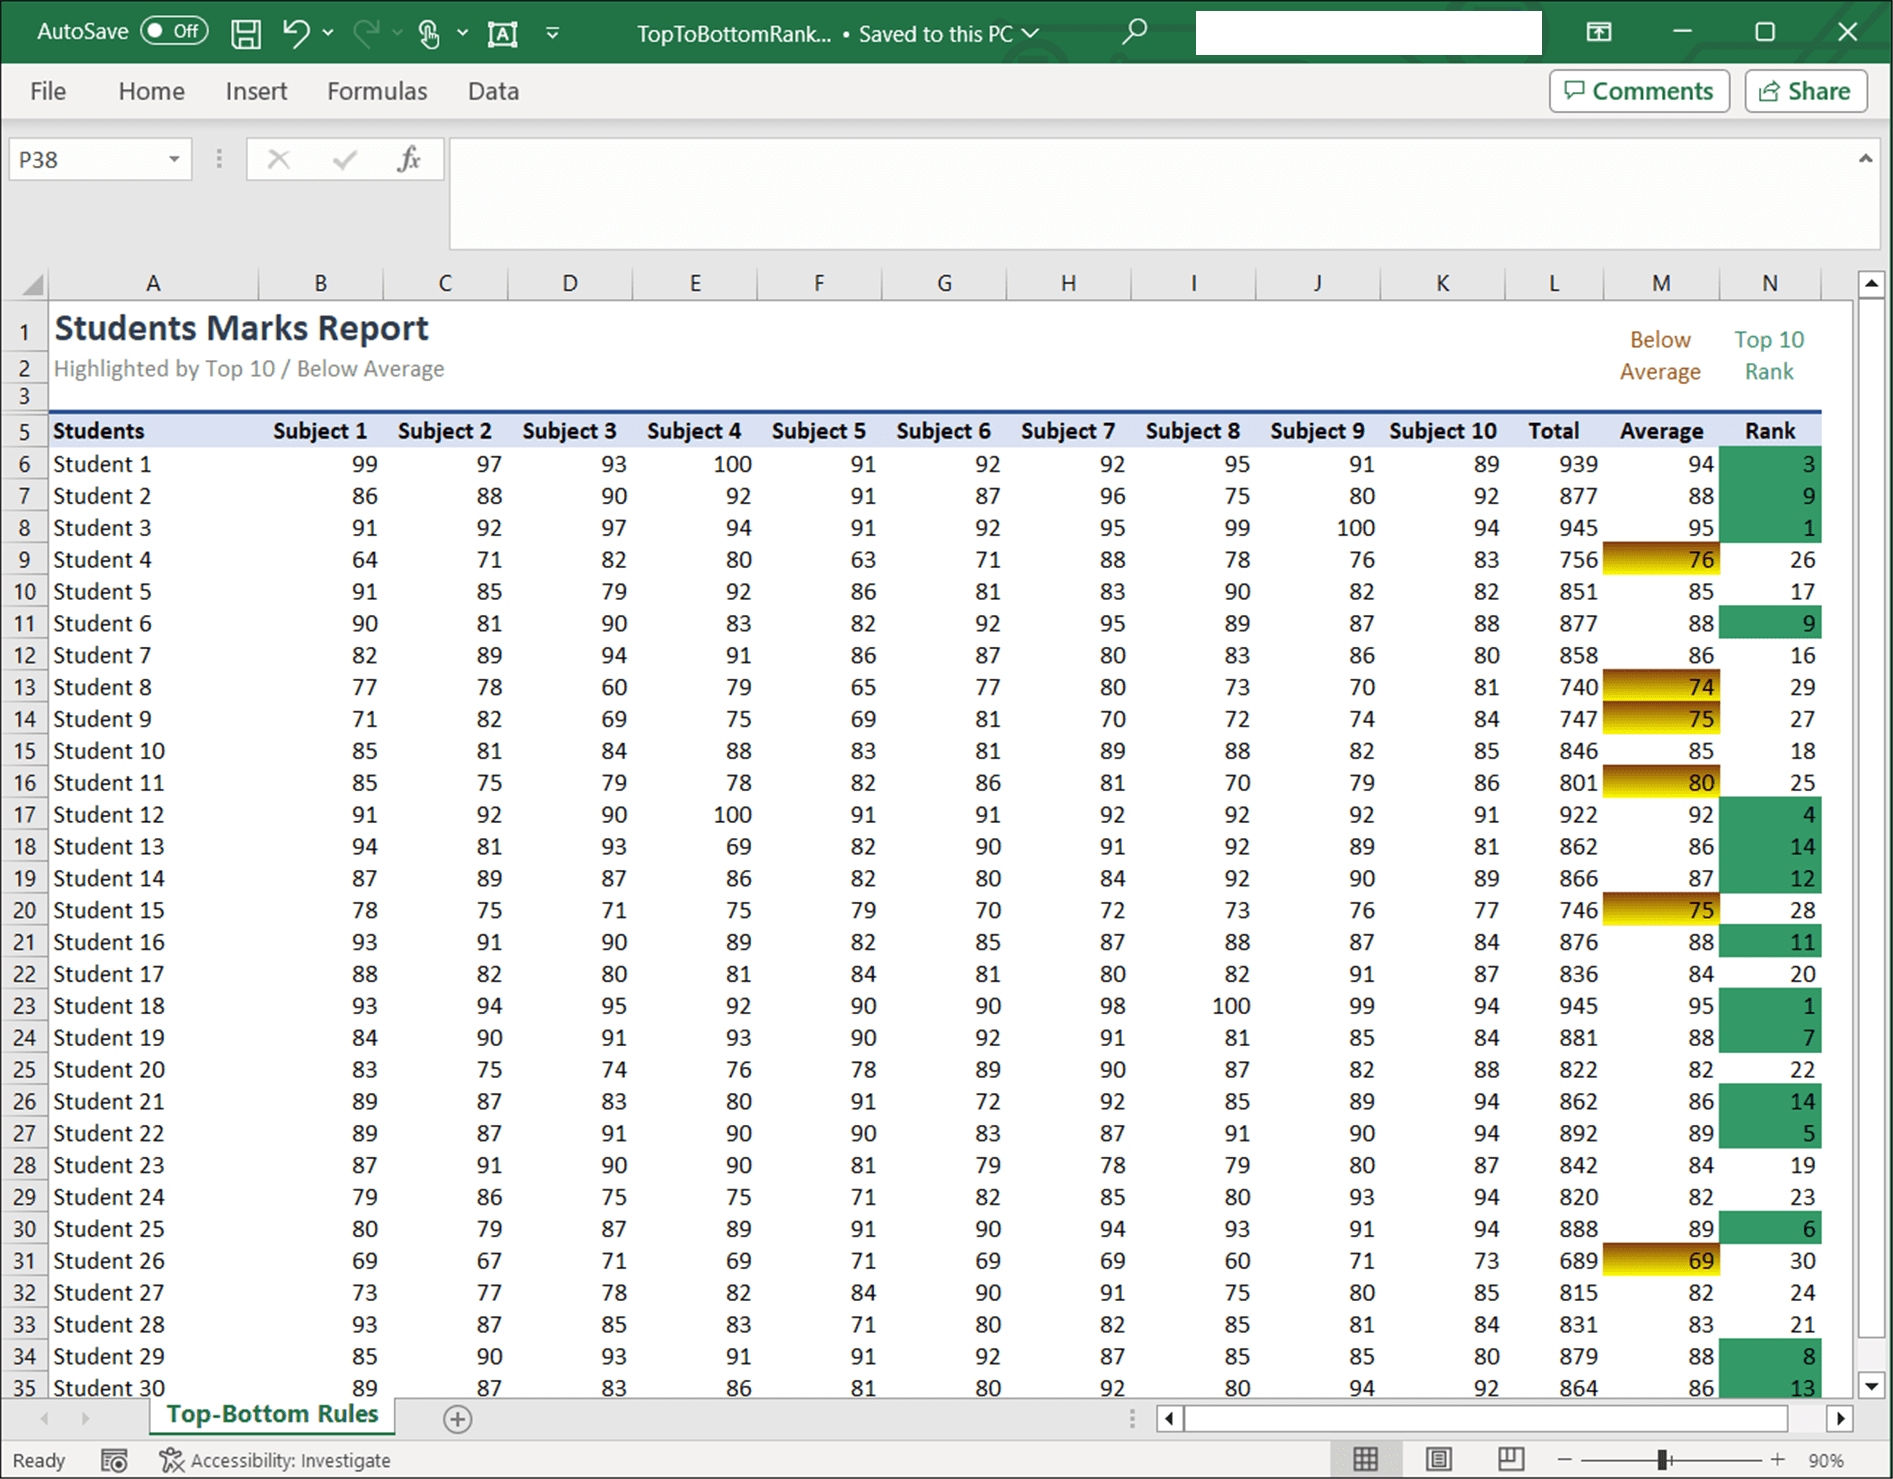 AutoSave Off TopToBottomRank... • Saved to this PC
File Home Insert Formulas Data Comments Share
P38 fx
A B C D E F G H I J K L M N
1 Students Marks Report Below Top 10
2 Highlighted by Top 10 / Below Average Average Rank
3
5 Students Subject 1 Subject 2 Subject 3 Subject 4 Subject 5 Subject 6 Subject 7 Subject 8 Subject 9 Subject 10 Total Average Rank
6 Student 1 99 97 93 100 91 92 92 95 91 89 939 94 3
7 Student 2 86 88 90 92 91 87 96 75 80 92 877 88 9
8 Student 3 91 92 97 94 91 92 95 99 100 94 945 95 1
9 Student 4 64 71 82 80 63 71 88 78 76 83 756 76 26
10 Student 5 91 85 79 92 86 81 83 90 82 82 851 85 17
11 Student 6 90 81 90 83 82 92 95 89 87 88 877 88 9
12 Student 7 82 89 94 91 86 87 80 83 86 80 858 86 16
13 Student 8 77 78 60 79 65 77 80 73 70 81 740 74 29
14 Student 9 71 82 69 75 69 81 70 72 74 84 747 75 27
15 Student 10 85 81 84 88 83 81 89 88 82 85 846 85 18
16 Student 11 85 75 79 78 82 86 81 70 79 86 801 80 25
17 Student 12 91 92 90 100 91 91 92 92 92 91 922 92 4
18 Student 13 94 81 93 69 82 90 91 92 89 81 862 86 14
19 Student 14 87 89 87 86 82 80 84 92 90 89 866 87 12
20 Student 15 78 75 71 75 79 70 72 73 76 77 746 75 28
21 Student 16 93 91 90 89 82 85 87 88 87 84 876 88 11
22 Student 17 88 82 80 81 84 81 80 82 91 87 836 84 20
23 Student 18 93 94 95 92 90 90 98 100 99 94 945 95 1
24 Student 19 84 90 91 93 90 92 91 81 85 84 881 88 7
25 Student 20 83 75 74 76 78 89 90 87 82 88 822 82 22
26 Student 21 89 87 83 80 91 72 92 85 89 94 862 86 14
27 Student 22 89 87 91 90 90 83 87 91 90 94 892 89 5
28 Student 23 87 91 90 90 81 79 78 79 80 87 842 84 19
29 Student 24 79 86 75 75 71 82 85 80 93 94 820 82 23
30 Student 25 80 79 87 89 91 90 94 93 91 94 888 89 6
31 Student 26 69 67 71 69 71 69 69 60 71 73 689 69 30
32 Student 27 73 77 78 82 84 90 91 75 80 85 815 82 24
33 Student 28 93 87 85 83 71 80 82 85 81 84 831 83 21
34 Student 29 85 90 93 91 91 92 87 85 85 80 879 88 8
35 Student 30 89 87 83 86 81 80 92 80 94 92 864 86 13
Top-Bottom Rules
Ready Accessibility: Investigate 90%